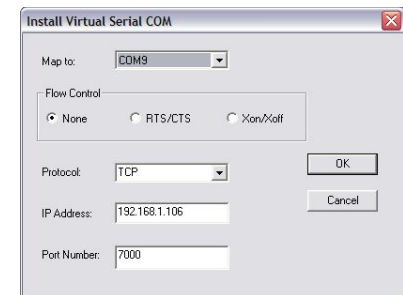 Install Virtual Serial COM
Map to: COM9
Flow Control
None RTS/CTS Xon/Xoff
Protocol: TCP
OK
IP Address: 192.168.1.106
Cancel
Port Number: 7000